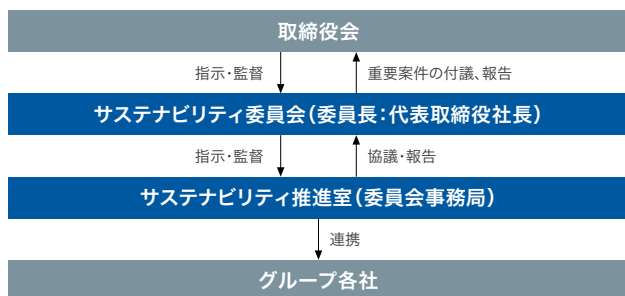 取締役会
指示・監督
重要案件の付議、報告
サステナビリティ委員会（委員長：代表取締役社長）
指示・監督
協議・報告
サステナビリティ推進室（委員会事務局）
連携
グループ各社